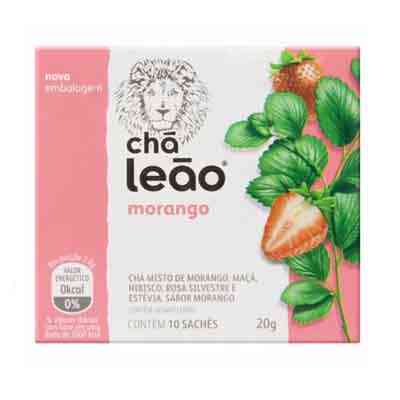 nova
embalagem
chá
leão®
morango
CHÁ MISTO DE MORANGO, MAÇÃ,
HIBISCO, ROSA SILVESTRE E
ESTÉVIA, SABOR MORANGO
CONTÉM 10 SACHÊS
20g
VALOR
ENERGÉTICO
0kcal
0%